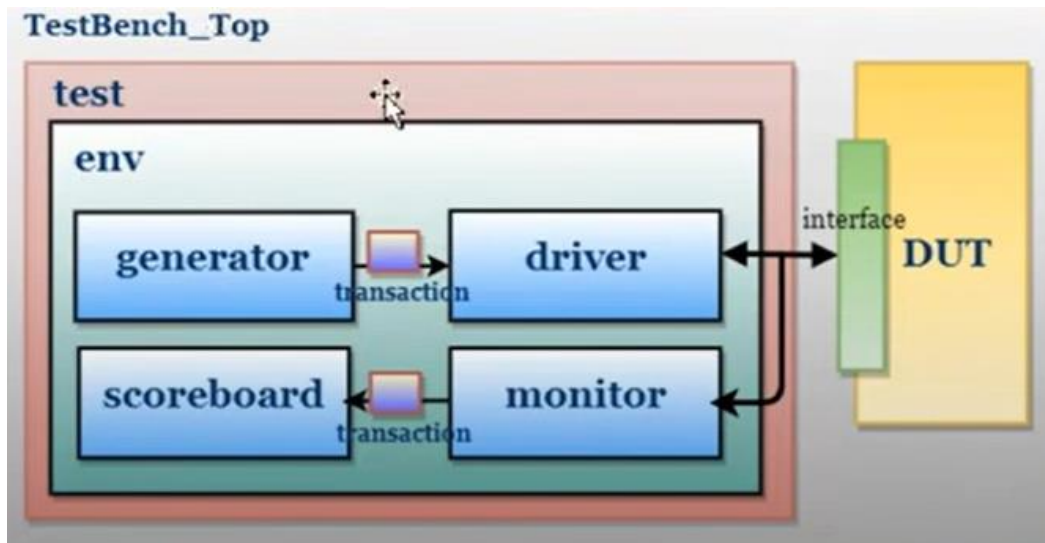 TestBench_Top
test
env
generator
transaction
driver
interface
DUT
scoreboard
transaction
monitor